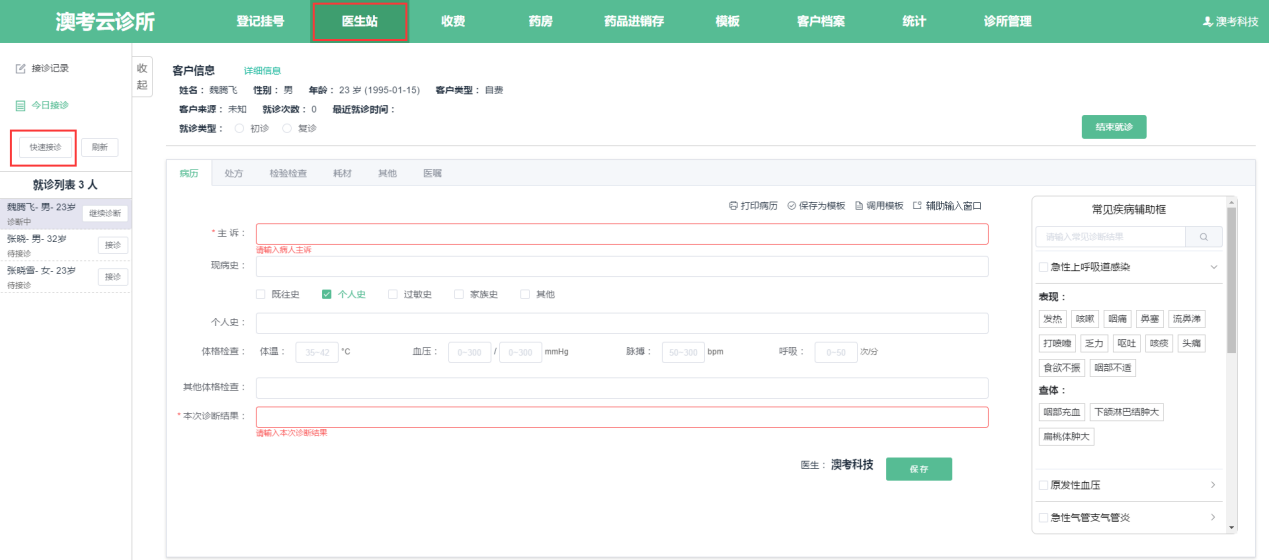 澳考云诊所 登记挂号 医生站 收费 药房 药品进销存 模板 客户档案 统计 诊所管理 澳考科技
接诊记录
今日接诊
快速接诊 刷新
就诊列表 3 人
魏腾飞- 男- 23岁 继续诊断
诊断中
张晓- 男- 32岁 接诊
待接诊
张晓雪- 女- 23岁 接诊
待接诊
收起
客户信息 详细信息
姓名： 魏腾飞 性别： 男 年龄： 23 岁 (1995-01-15) 客户类型： 自费
客户来源： 未知 就诊次数： 0 最近就诊时间：
就诊类型： 初诊 复诊
结束就诊
病历 处方 检验检查 耗材 其他 医嘱
打印病历 保存为模板 调用模板 辅助输入窗口
* 主 诉：
请输入病人主诉
现病史：
既往史 个人史 过敏史 家族史 其他
个人史：
体格检查： 体温： 35~42 °C 血压： 0~300 / 0~300 mmHg 脉搏： 50~300 bpm 呼吸： 0~50 次/分
其他体格检查：
* 本次诊断结果：
请输入本次诊断结果
医生： 澳考科技 保存
常见疾病辅助框
请输入常见诊断结果
急性上呼吸道感染
表现：
发热 咳嗽 咽痛 鼻塞 流鼻涕
打喷嚏 乏力 呕吐 咳痰 头痛
食欲不振 咽部不适
查体：
咽部充血 下颌淋巴结肿大
扁桃体肿大
原发性血压
急性气管支气管炎